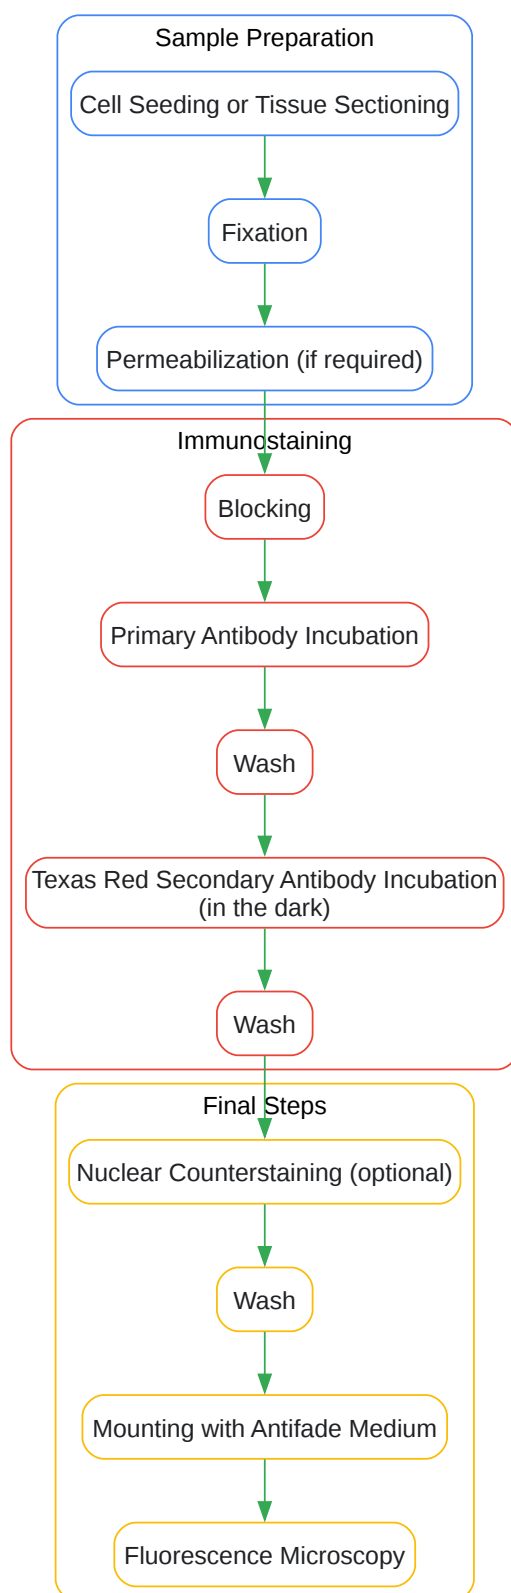 Sample Preparation
Cell Seeding or Tissue Sectioning
Fixation
Permeabilization (if required)
Immunostaining
Blocking
Primary Antibody Incubation
Wash
Texas Red Secondary Antibody Incubation
(in the dark)
Wash
Final Steps
Nuclear Counterstaining (optional)
Wash
Mounting with Antifade Medium
Fluorescence Microscopy